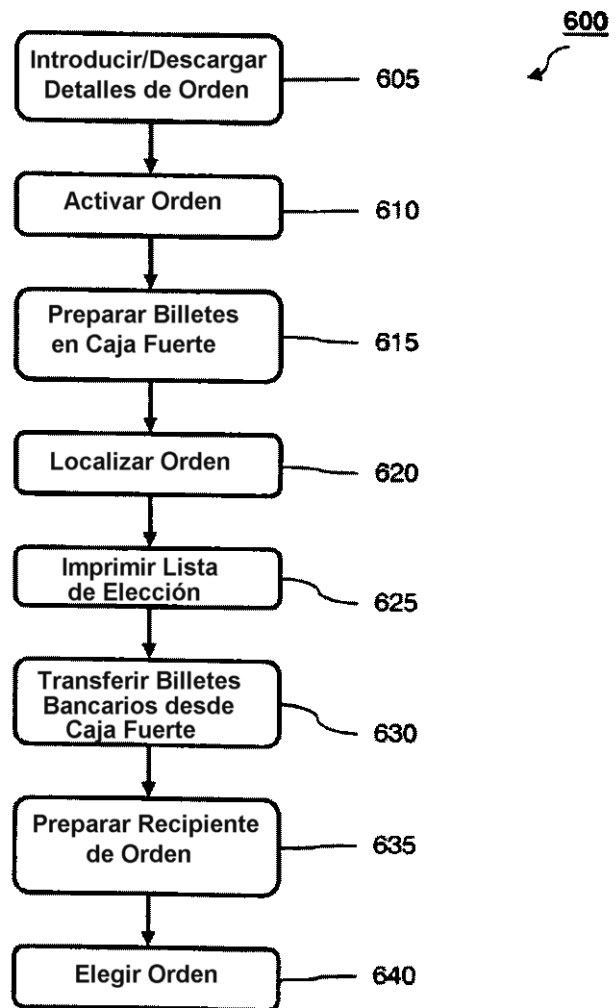 600
Introducir/Descargar
Detalles de Orden
605
Activar Orden
610
Preparar Billetes
en Caja Fuerte
615
Localizar Orden
620
Imprimir Lista
de Elección
625
Transferir Billetes
Bancarios desde
Caja Fuerte
630
Preparar Recipiente
de Orden
635
Elegir Orden
640